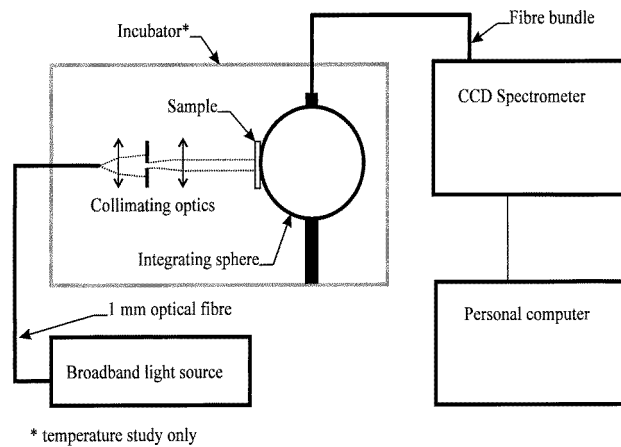 Fibre bundle
Incubator*
CCD Spectrometer
Sample
Collimating optics
Integrating sphere
1 mm optical fibre
Personal computer
Broadband light source
* temperature study only